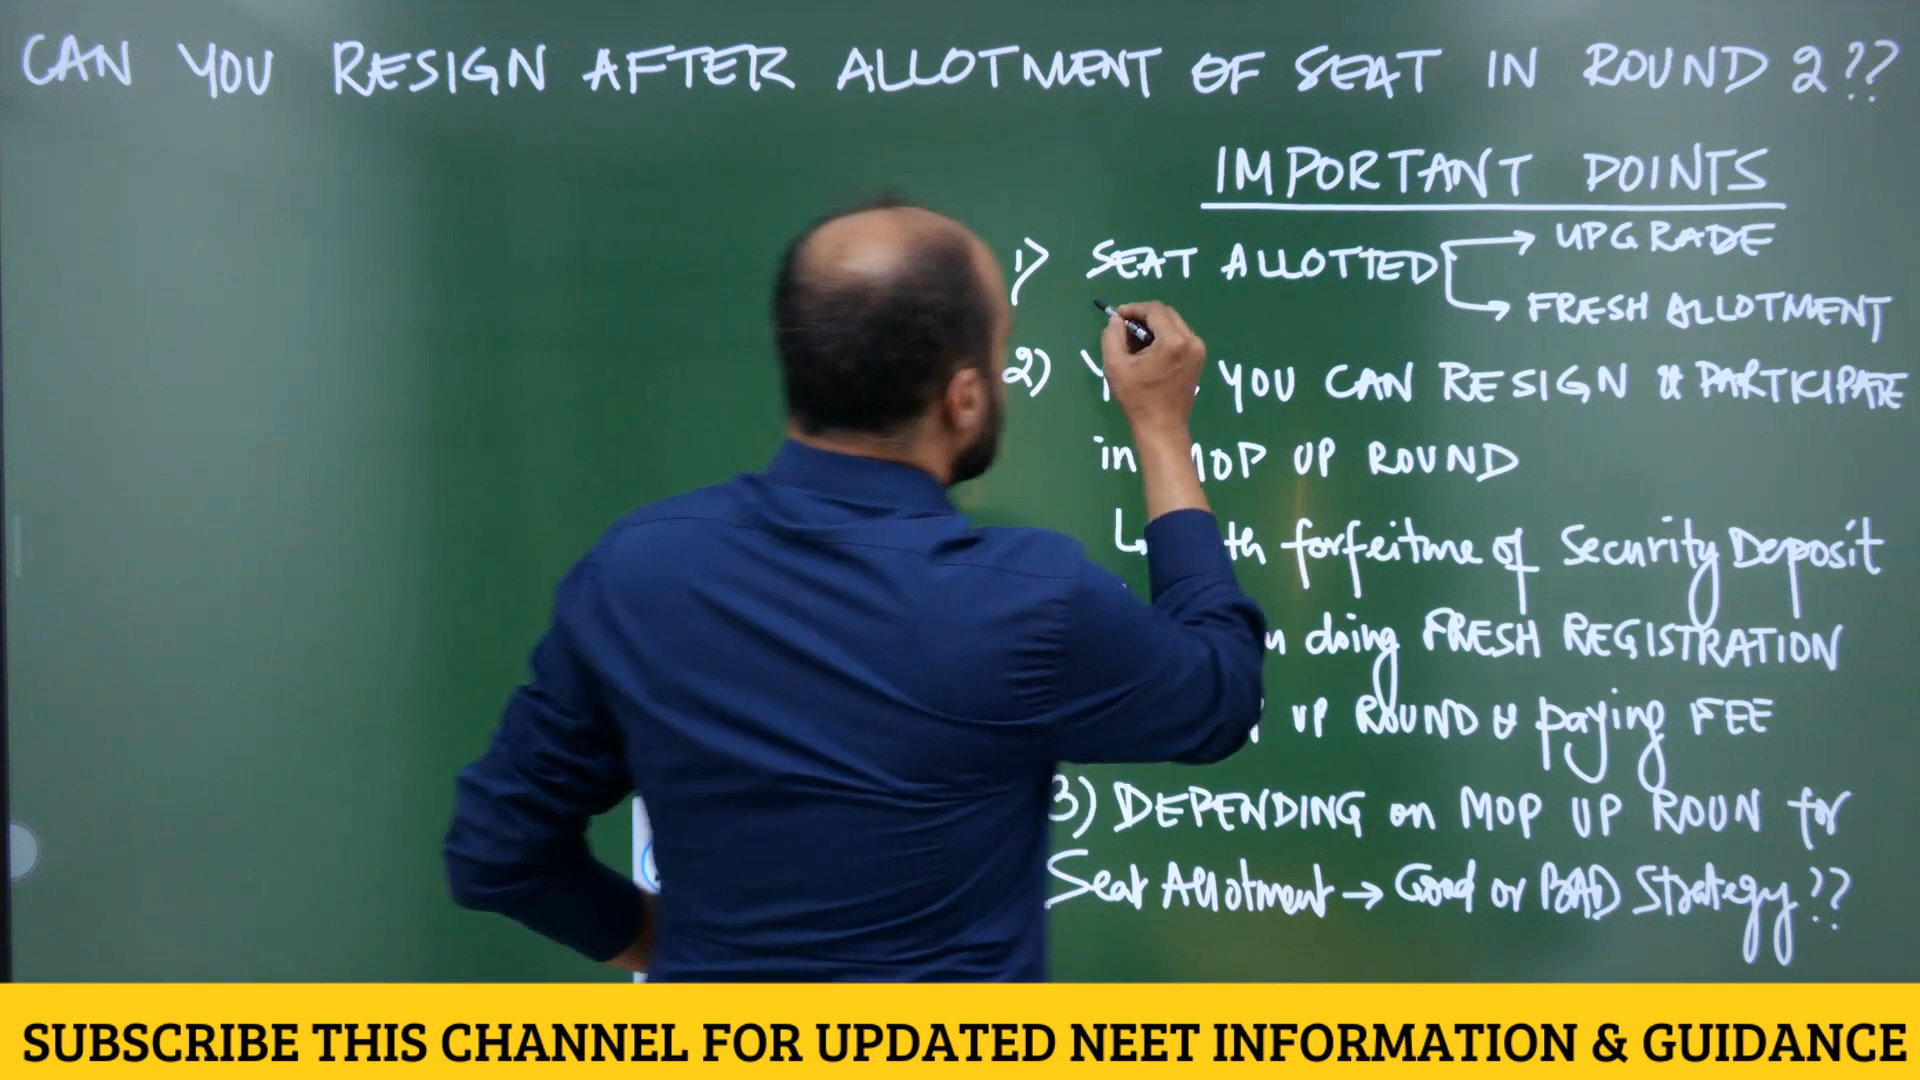 CAN YOU RESIGN AFTER ALLOTMENT OF SEAT IN ROUND 2??
IMPORTANT POINTS
1) SEAT ALLOTTED → UPGRADE
→ FRESH ALLOTMENT
2) YOU CAN RESIGN & PARTICIPATE
in MOP UP ROUND
forfeiture of Security Deposit
doing FRESH REGISTRATION
UP ROUND & paying FEE
3) DEPENDING on MOP UP ROUN for
Seat Allotment → Good or BAD Strategy??
SUBSCRIBE THIS CHANNEL FOR UPDATED NEET INFORMATION & GUIDANCE